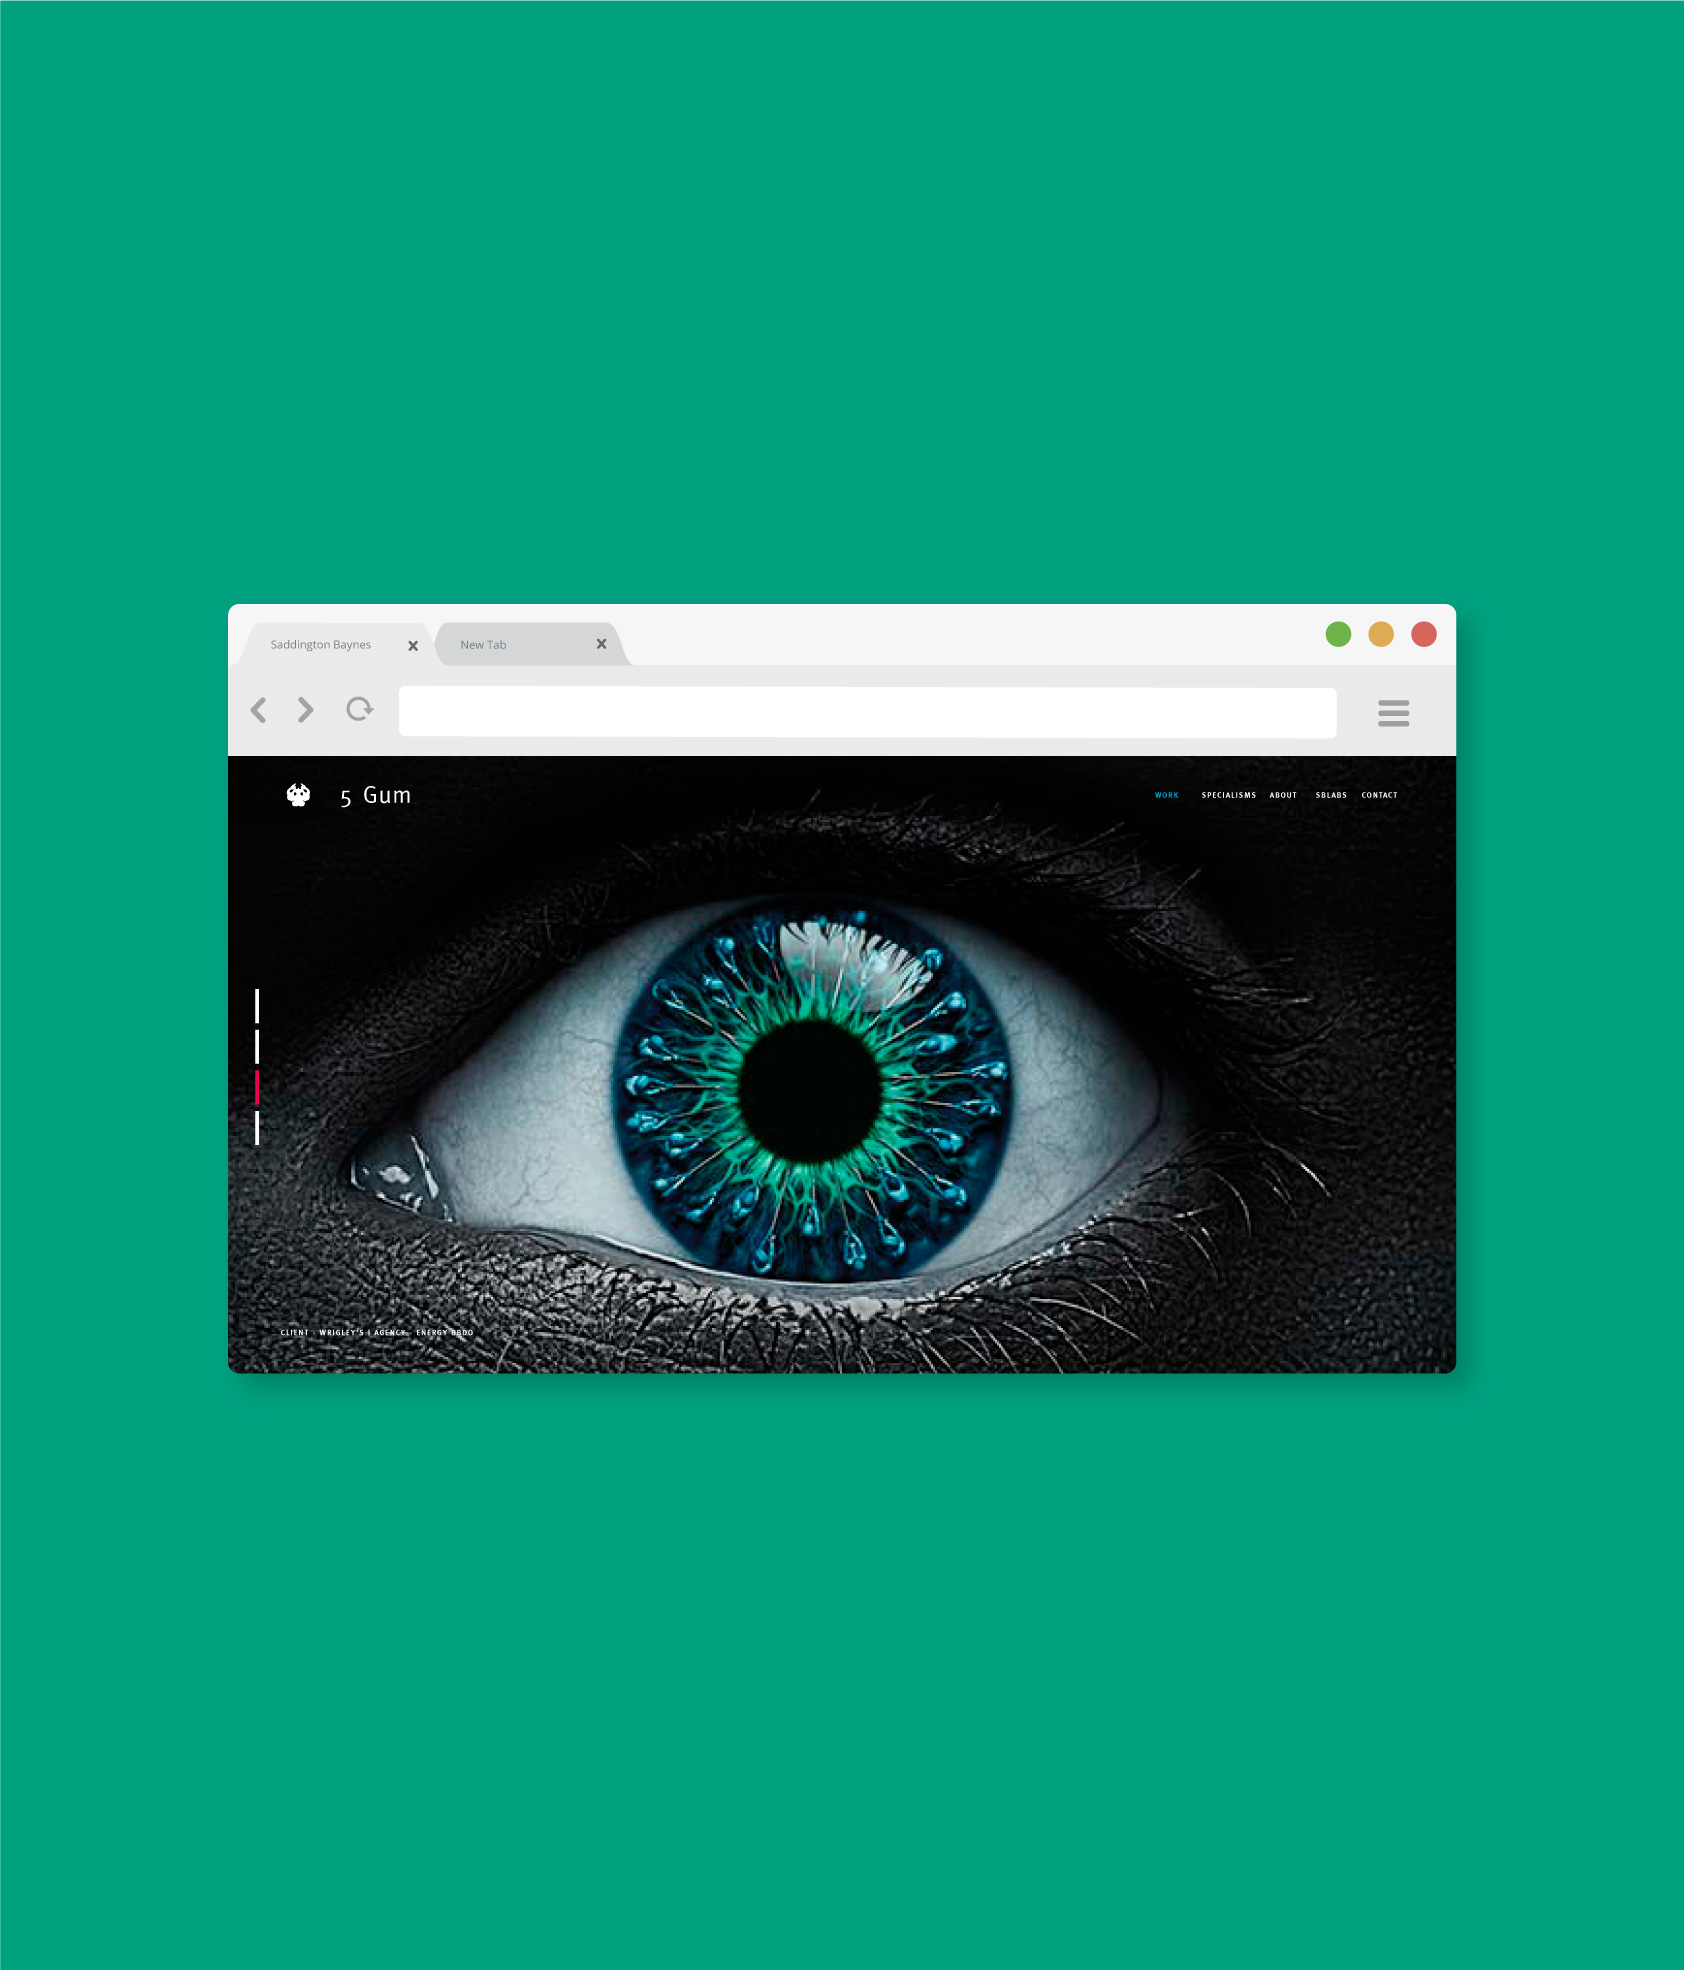 Saddington Baynes
New Tab
5 Gum
WORK SPECIALISMS ABOUT SBLABS CONTACT
CLIENT - WRIGLEY'S | AGENCY - ENERGY BBDO